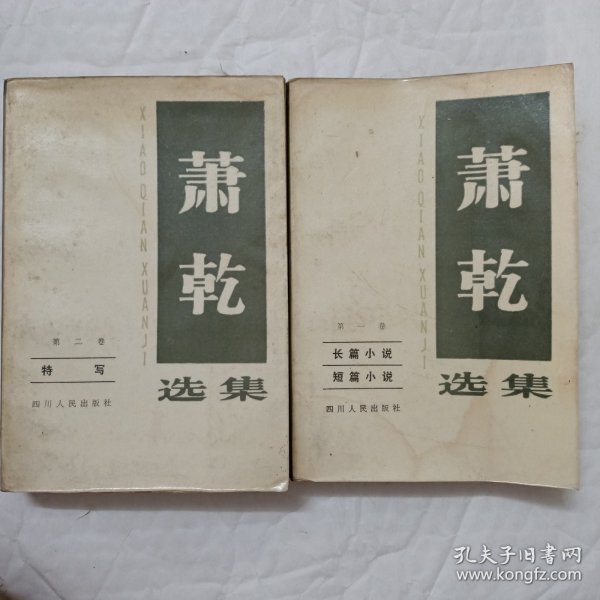 XIAO QIAN XUANJI
萧乾
第二卷
特写
选集
四川人民出版社
XIAO QIAN XUANJI
萧乾
第一卷
长篇小说
短篇小说
选集
四川人民出版社
孔夫子旧书网
www.kongfz.com